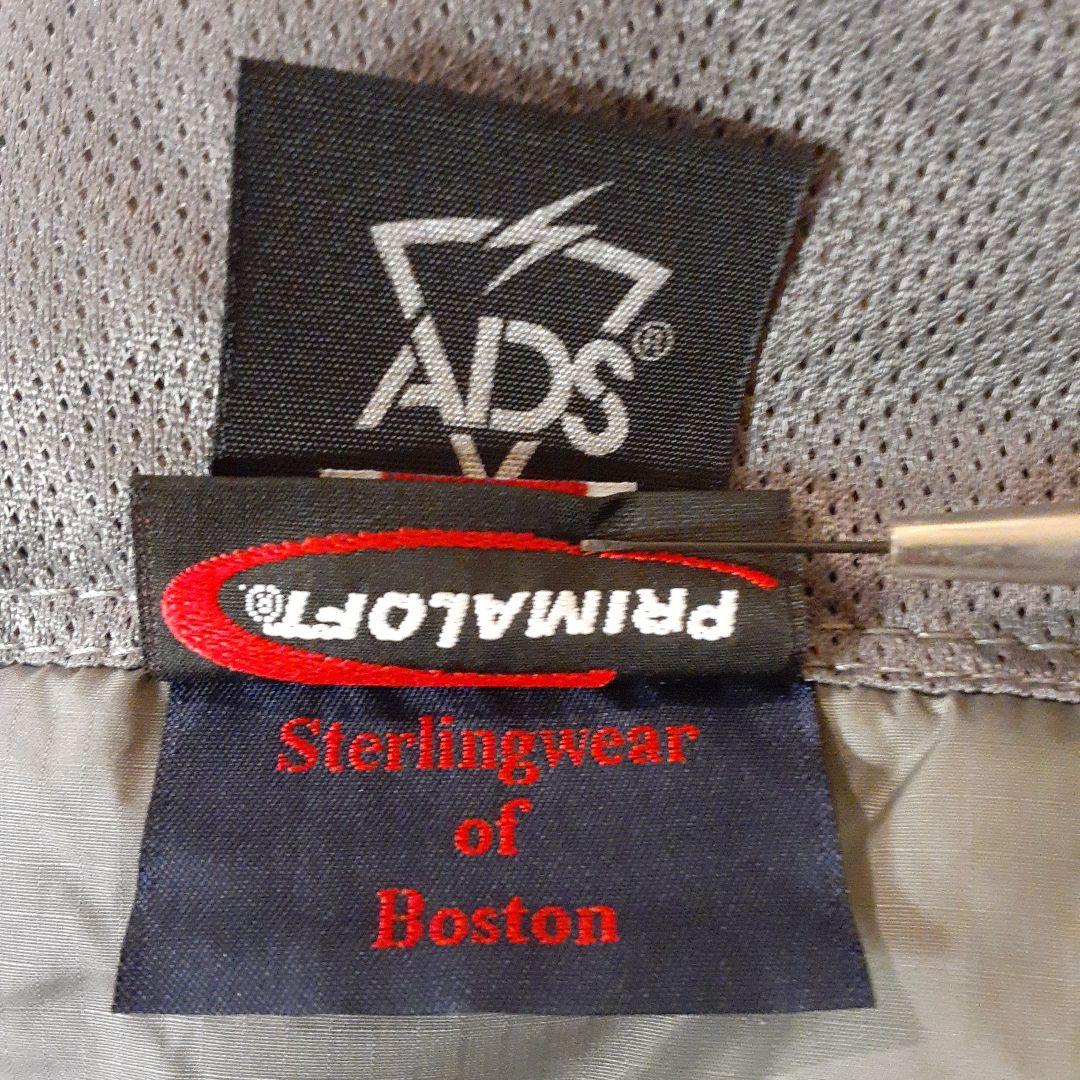 ADS®
PRIMALOFT®
Sterlingwear
of
Boston